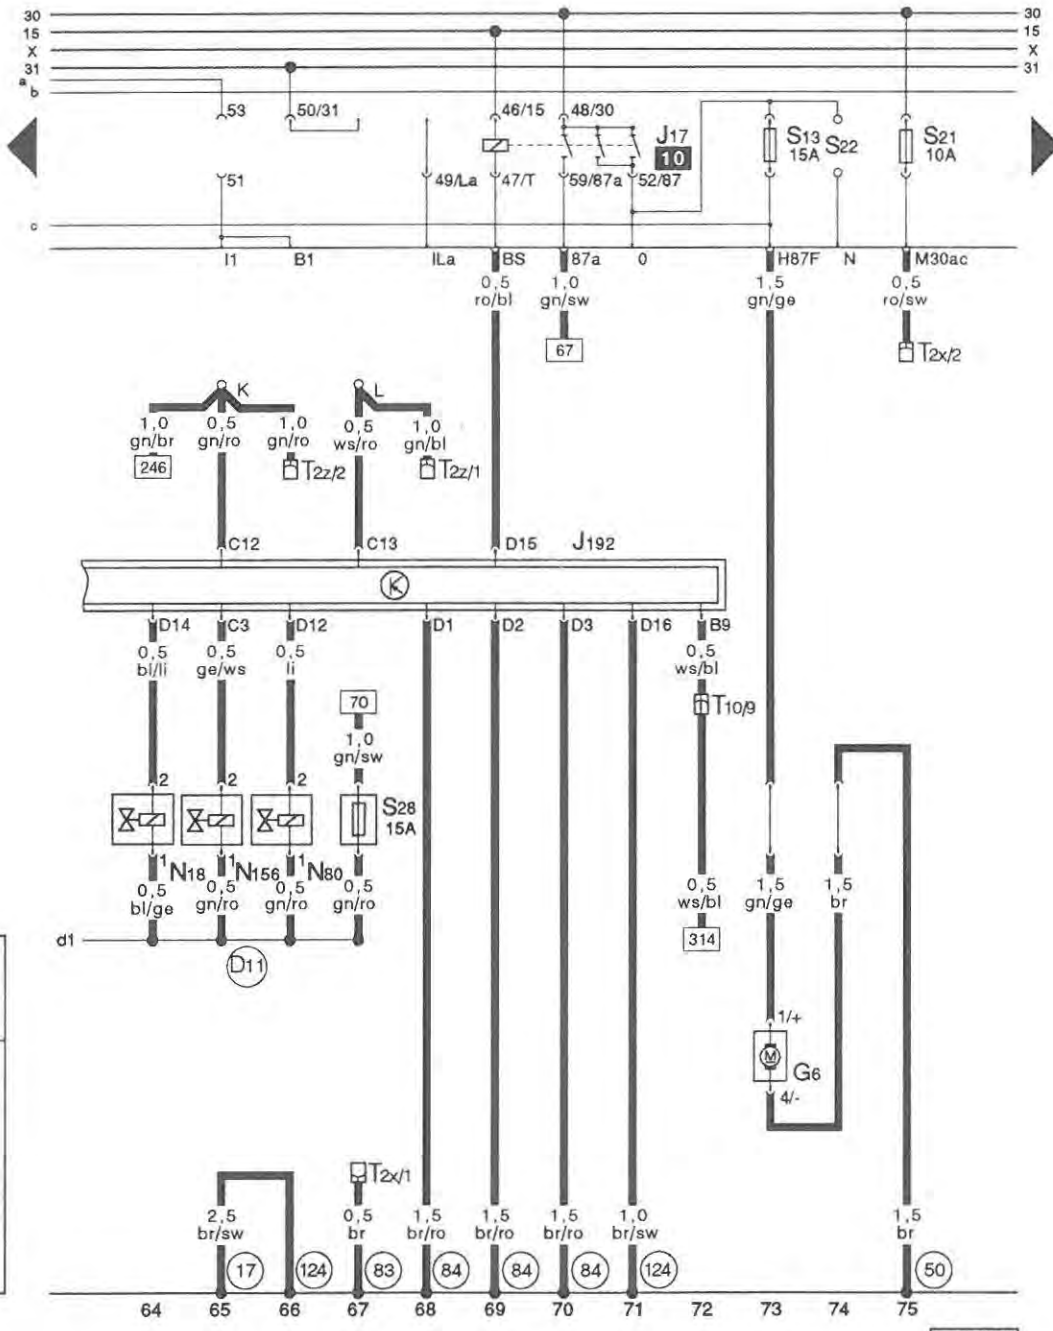 30 30
15 15
X X
31 31
a
b
53 50/31 46/15 48/30
J17
10
S13
15A
S22
S21
10A
51 49/La 47/T 59/87a 52/87
c
I1 B1 ILa BS 87a 0 H87F N M30ac
0,5
ro/bl
1,0
gn/sw
1,5
gn/ge
0,5
ro/sw
67
T2x/2
K L
1,0
gn/br
0,5
gn/ro
1,0
gn/ro
0,5
ws/ro
1,0
gn/bl
246
T2z/2
T2z/1
C12 C13 D15 J192
K
D14 C3 D12 D1 D2 D3 D16 B9
0,5
bl/li
0,5
ge/ws
0,5
li
0,5
ws/bl
70
T10/9
1,0
gn/sw
2 2 2
S28
15A
1 N18 1 N156 1 N80
0,5
bl/ge
0,5
gn/ro
0,5
gn/ro
0,5
gn/ro
0,5
ws/bl
1,5
gn/ge
1,5
br
d1
D11
314
1/+
M
G6
4/-
T2x/1
2,5
br/sw
0,5
br
1,5
br/ro
1,5
br/ro
1,5
br/ro
1,0
br/sw
1,5
br
17 124 83 84 84 84 124 50
64 65 66 67 68 69 70 71 72 73 74 75